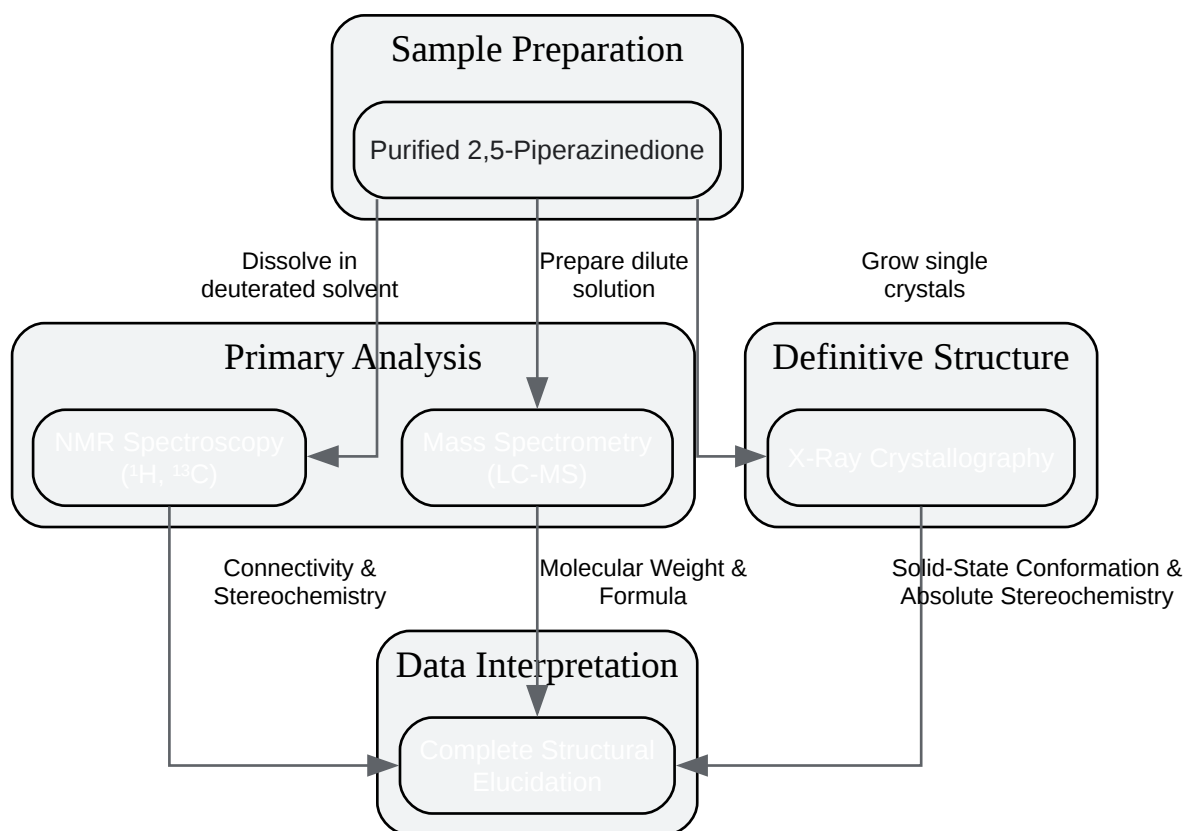 Sample Preparation
Purified 2,5-Piperazinedione
Dissolve in
deuterated solvent
Prepare dilute
solution
Grow single
crystals
Primary Analysis
Definitive Structure
NMR Spectroscopy
(¹H, ¹³C)
Mass Spectrometry
(LC-MS)
X-Ray Crystallography
Connectivity &
Stereochemistry
Molecular Weight &
Formula
Solid-State Conformation &
Absolute Stereochemistry
Data Interpretation
Complete Structural
Elucidation